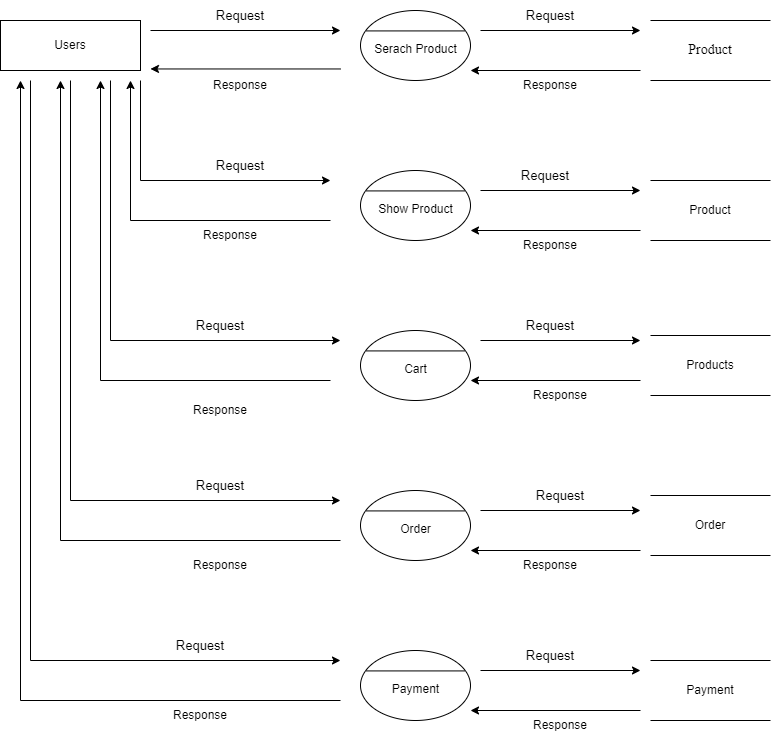 Request
Request
Users
Serach Product
Product
Response
Response
Request
Request
Show Product
Product
Response
Response
Request
Request
Cart
Products
Response
Response
Request
Request
Order
Order
Response
Response
Request
Request
Payment
Payment
Response
Response